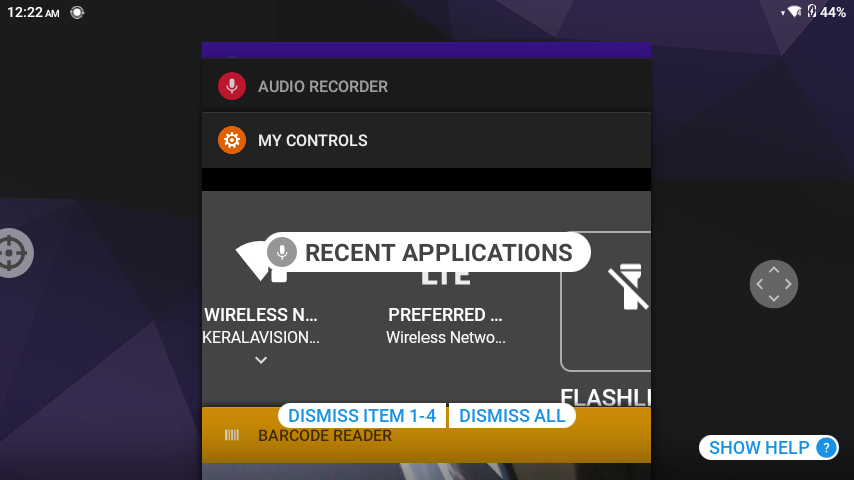 12:22 AM
44%
AUDIO RECORDER
MY CONTROLS
RECENT APPLICATIONS
LTE
WIRELESS N...
PREFERRED ...
KERALAVISION...
Wireless Netwo...
FLASHLI
DISMISS ITEM 1-4
DISMISS ALL
BARCODE READER
SHOW HELP ?